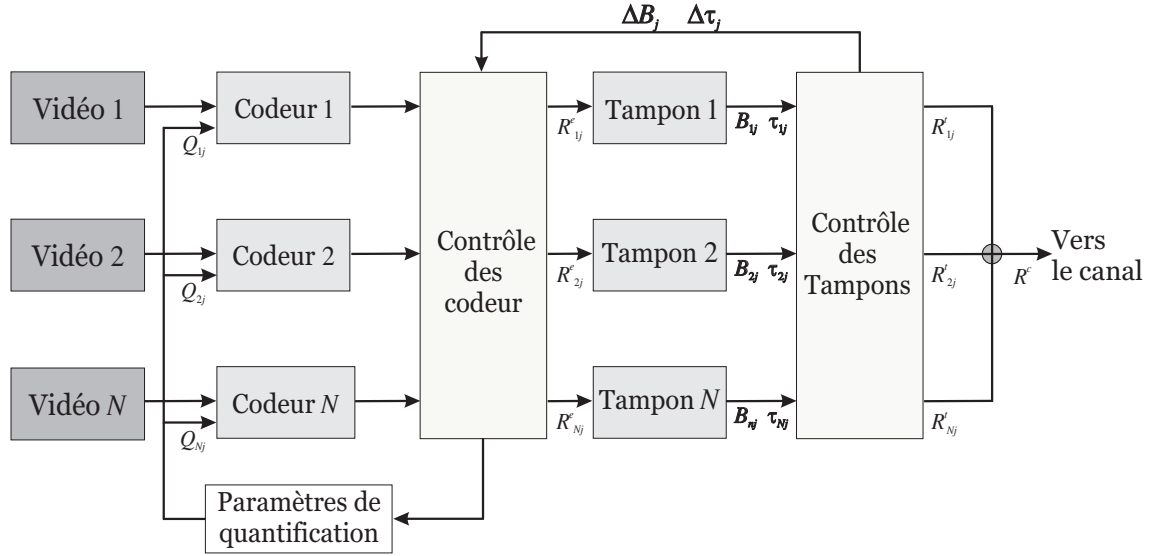 ΔB_j Δτ_j
Vidéo 1
Codeur 1
Tampon 1
Q_1j
R^e_1j
B_1j τ_1j
R^t_1j
Vidéo 2
Codeur 2
Contrôle
des
codeur
Tampon 2
Contrôle
des
Tampons
Vers
le canal
Q_2j
R^e_2j
B_2j τ_2j
R^t_2j
R^c
Vidéo N
Codeur N
Tampon N
Q_Nj
R^e_Nj
B_nj τ_Nj
R^t_Nj
Paramètres de
quantification